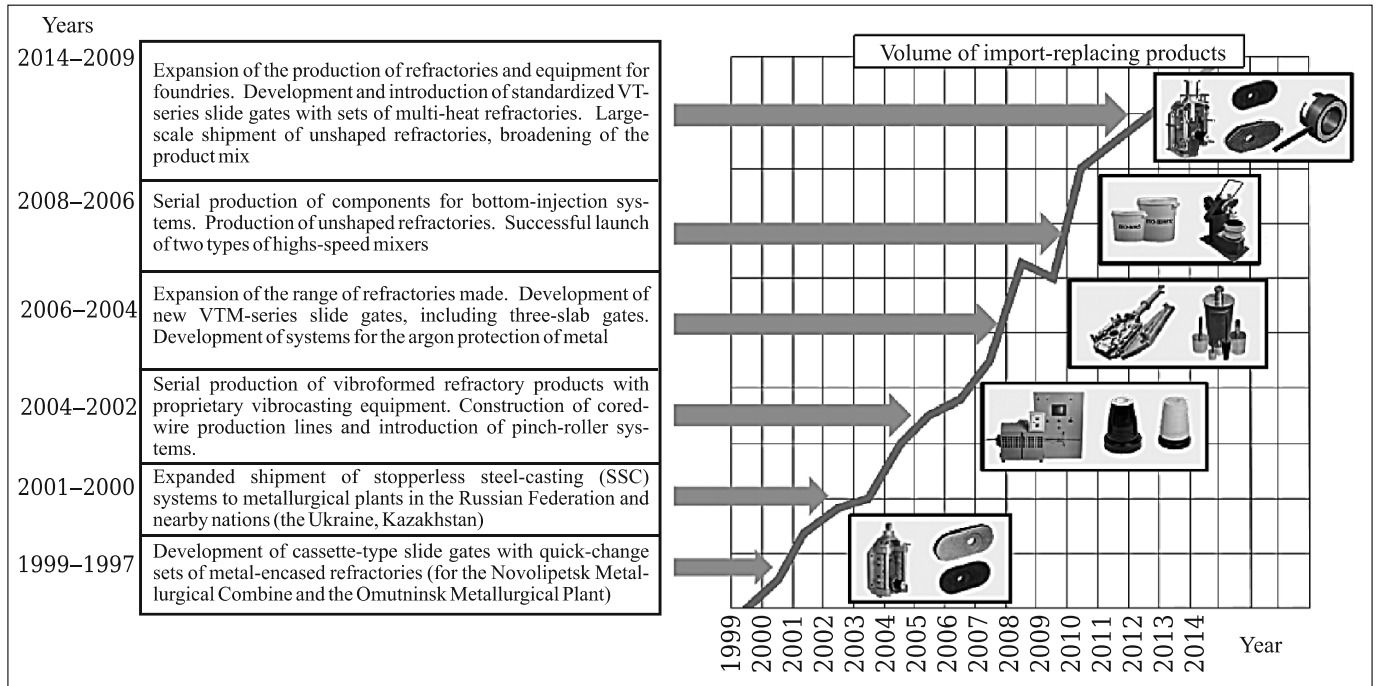 Years
2014–2009
Expansion of the production of refractories and equipment for
foundries. Development and introduction of standardized VT-
series slide gates with sets of multi-heat refractories. Large-
scale shipment of unshaped refractories, broadening of the
product mix
2008–2006
Serial production of components for bottom-injection sys-
tems. Production of unshaped refractories. Successful launch
of two types of highs-speed mixers
2006–2004
Expansion of the range of refractories made. Development of
new VTM-series slide gates, including three-slab gates.
Development of systems for the argon protection of metal
2004–2002
Serial production of vibroformed refractory products with
proprietary vibrocasting equipment. Construction of cored-
wire production lines and introduction of pinch-roller sys-
tems.
2001–2000
Expanded shipment of stopperless steel-casting (SSC)
systems to metallurgical plants in the Russian Federation and
nearby nations (the Ukraine, Kazakhstan)
1999–1997
Development of cassette-type slide gates with quick-change
sets of metal-encased refractories (for the Novolipetsk Metal-
lurgical Combine and the Omutninsk Metallurgical Plant)
Volume of import-replacing products
1999
2000
2001
2002
2003
2004
2005
2006
2007
2008
2009
2010
2011
2012
2013
2014
Year